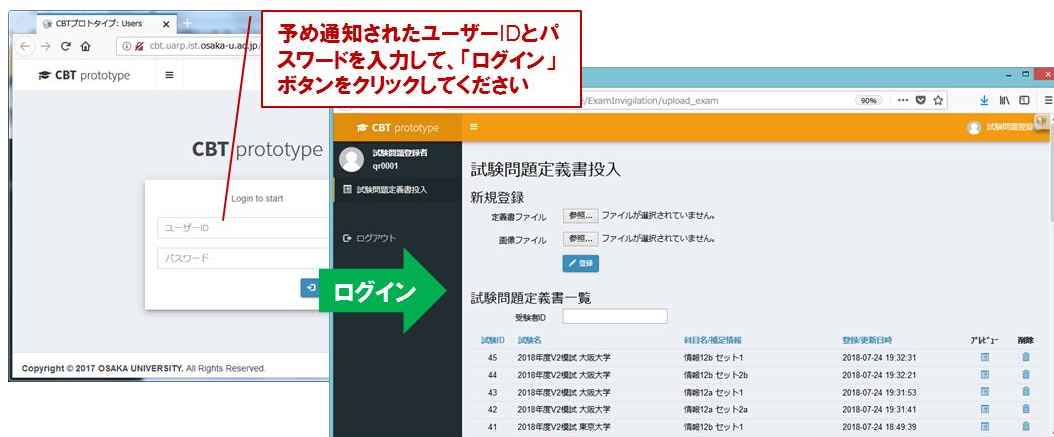 CBTプロトタイプ: Users
cbt.uarp.ist.osaka-u.ac.jp/
CBT prototype
CBT prototype
Login to start
ユーザーID
パスワード
Copyright © 2017 OSAKA UNIVERSITY. All Rights Reserved.
予め通知されたユーザーIDとパ
スワードを入力して、「ログイン」
ボタンをクリックしてください
ログイン
/ExamInvigilation/upload_exam
90%
CBT prototype
試験問題登録
試験問題登録者
qr0001
試験問題定義書投入
ログアウト
試験問題定義書投入
新規登録
定義書ファイル 参照... ファイルが選択されていません。
画像ファイル 参照... ファイルが選択されていません。
登録
試験問題定義書一覧
受験者ID
試験ID 試験名 科目名/補足情報 登録/更新日時 プレビュー 削除
45 2018年度V2模試 大阪大学 情報12b セット1 2018-07-24 19:32:31
44 2018年度V2模試 大阪大学 情報12b セット2b 2018-07-24 19:32:21
43 2018年度V2模試 大阪大学 情報12a セット1 2018-07-24 19:31:53
42 2018年度V2模試 大阪大学 情報12a セット2a 2018-07-24 19:31:41
41 2018年度V2模試 東京大学 情報12b セット1 2018-07-24 18:49:39